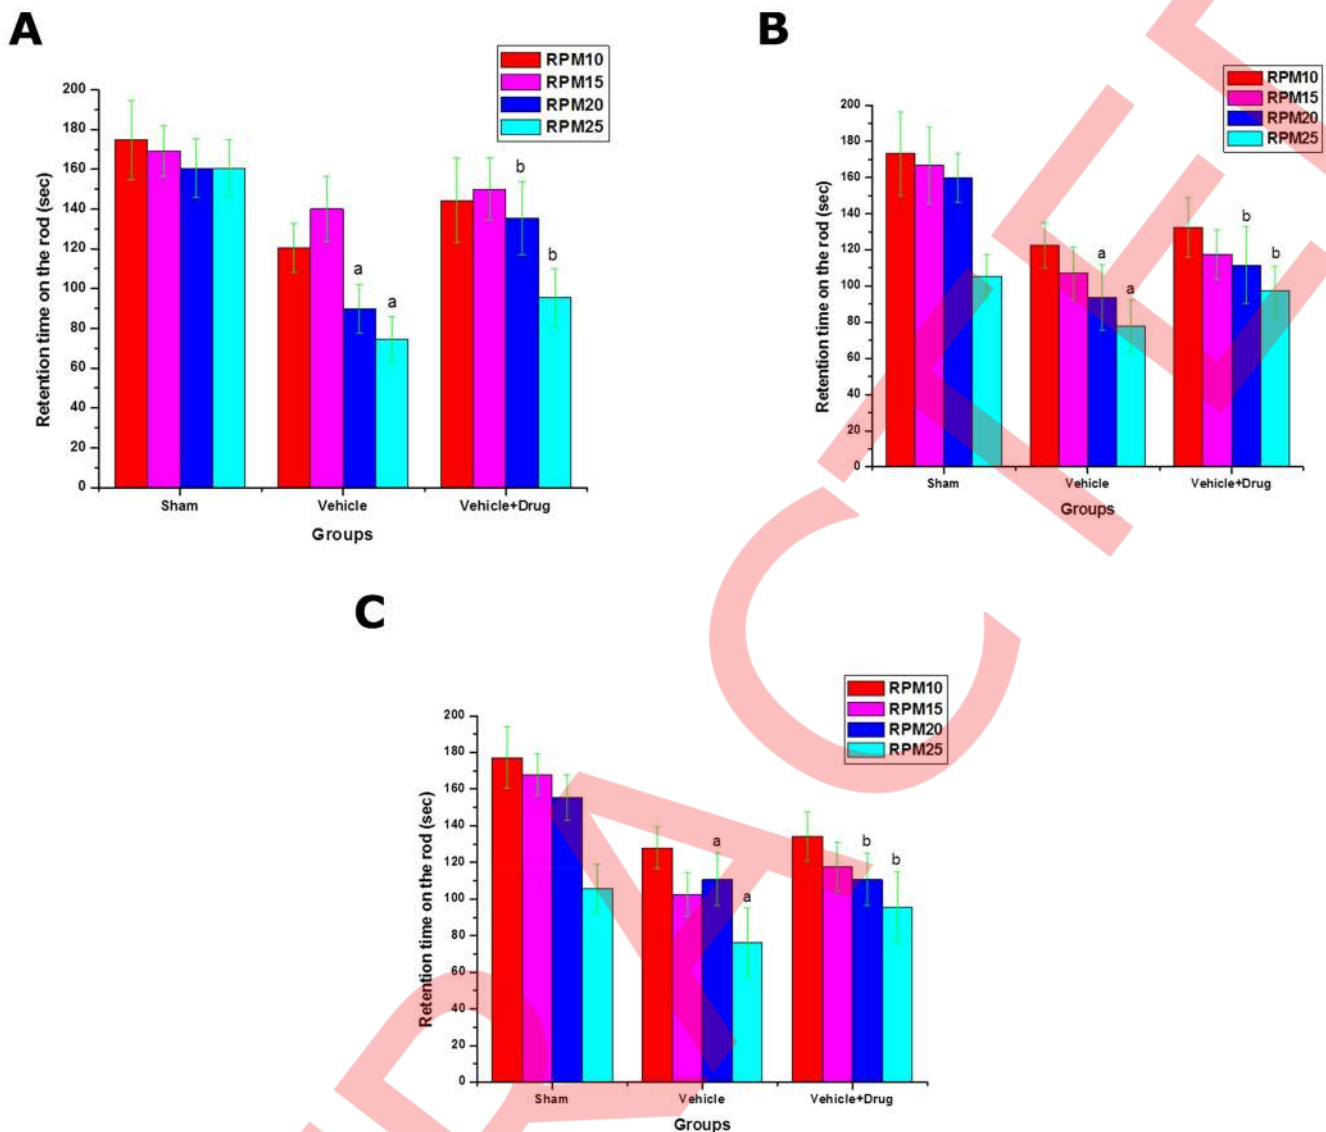 A
RPM10
RPM15
RPM20
RPM25
200
180
160
140
120
100
80
60
40
20
0
Retention time on the rod (sec)
a
a
b
b
Sham
Vehicle
Vehicle+Drug
Groups
B
RPM10
RPM15
RPM20
RPM25
200
180
160
140
120
100
80
60
40
20
0
Retention time on the rod (sec)
a
a
b
b
Sham
Vehicle
Vehicle+Drug
Groups
C
RPM10
RPM15
RPM20
RPM25
200
180
160
140
120
100
80
60
40
20
0
Retention time on the rod (sec)
a
a
b
b
Sham
Vehicle
Vehicle+Drug
Groups